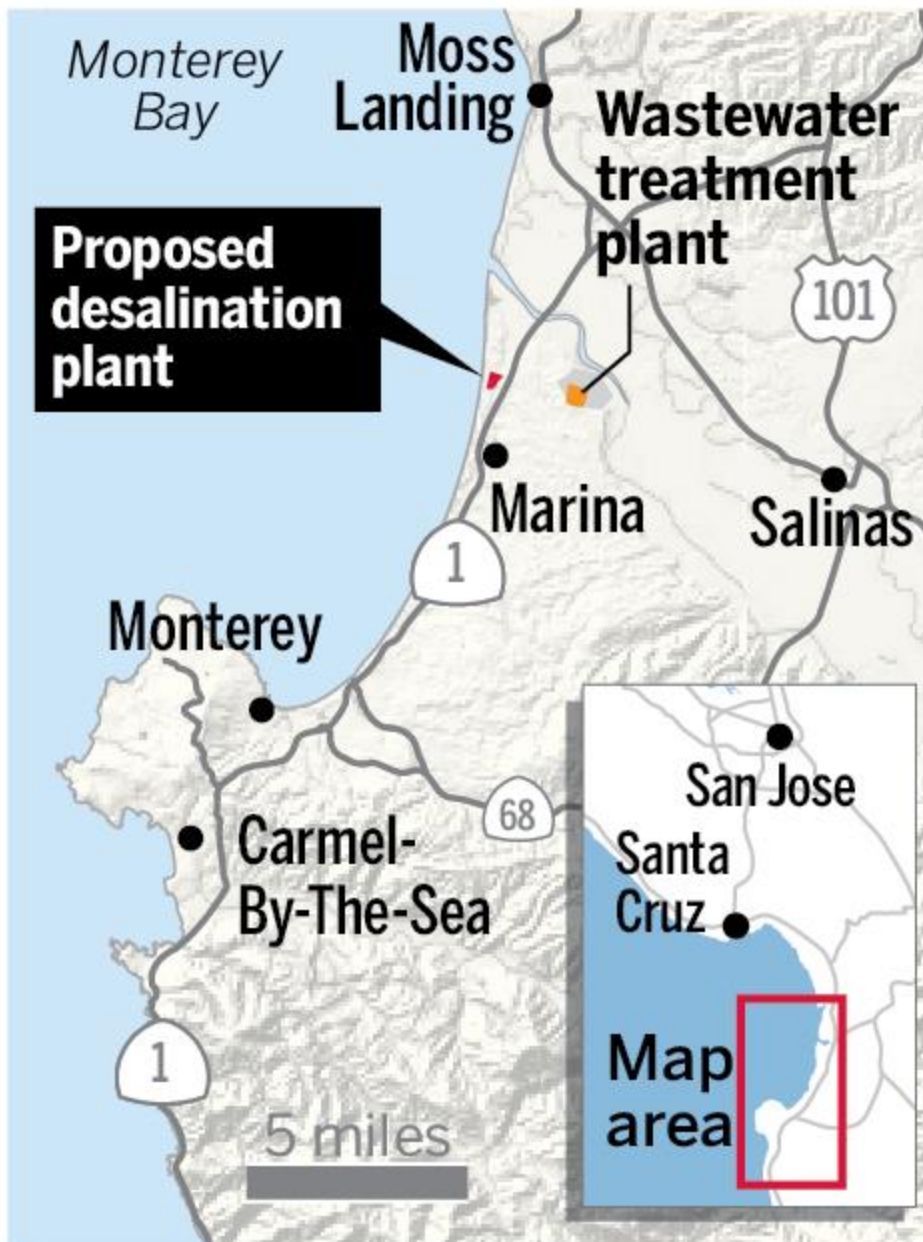 Monterey
Bay
Moss
Landing
Wastewater
treatment
plant
Proposed
desalination
plant
101
Marina
Salinas
1
Monterey
68
Carmel-
By-The-Sea
1
5 miles
San Jose
Santa
Cruz
Map
area